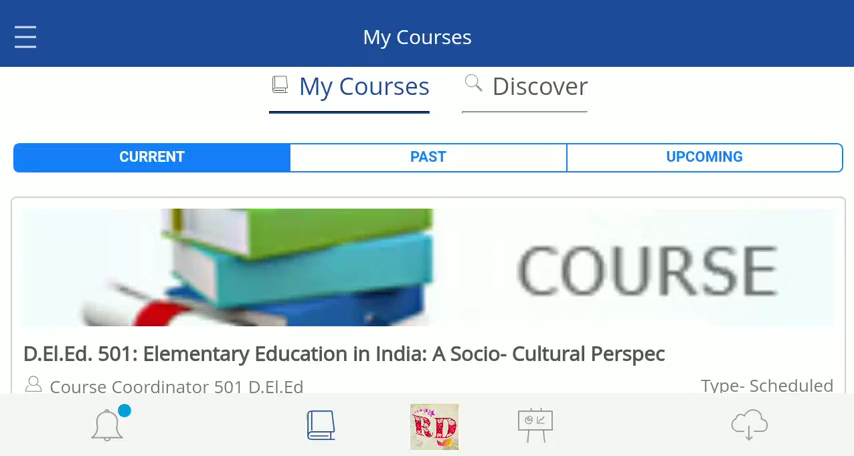 My Courses
My Courses
Discover
CURRENT
PAST
UPCOMING
COURSE
D.El.Ed. 501: Elementary Education in India: A Socio- Cultural Perspec
Course Coordinator 501 D.El.Ed
Type- Scheduled
RD